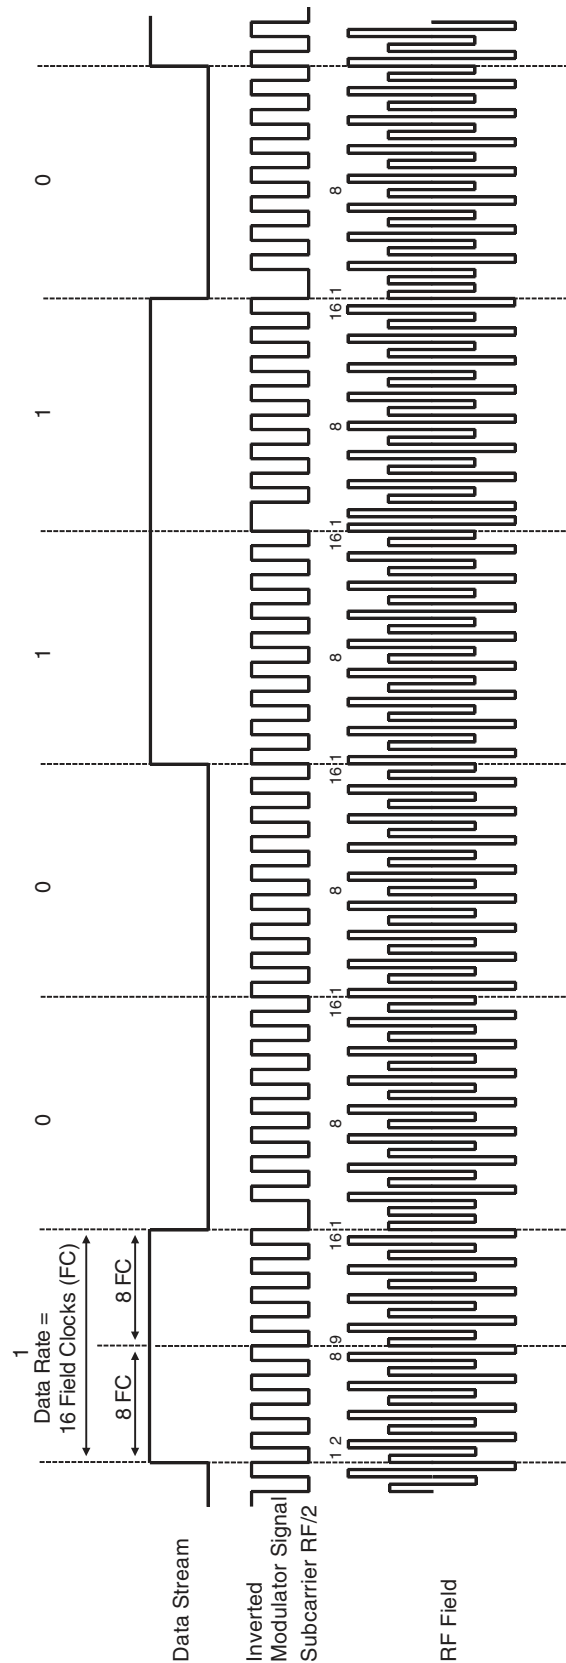 1 0 0 1 1 0
Data Rate =
16 Field Clocks (FC)
8 FC 8 FC
Data Stream
Inverted
Modulator Signal
Subcarrier RF/2
1 2 8 9 16 1 8 16 1 8 16 1 8 16 1 8 16 1 8
RF Field